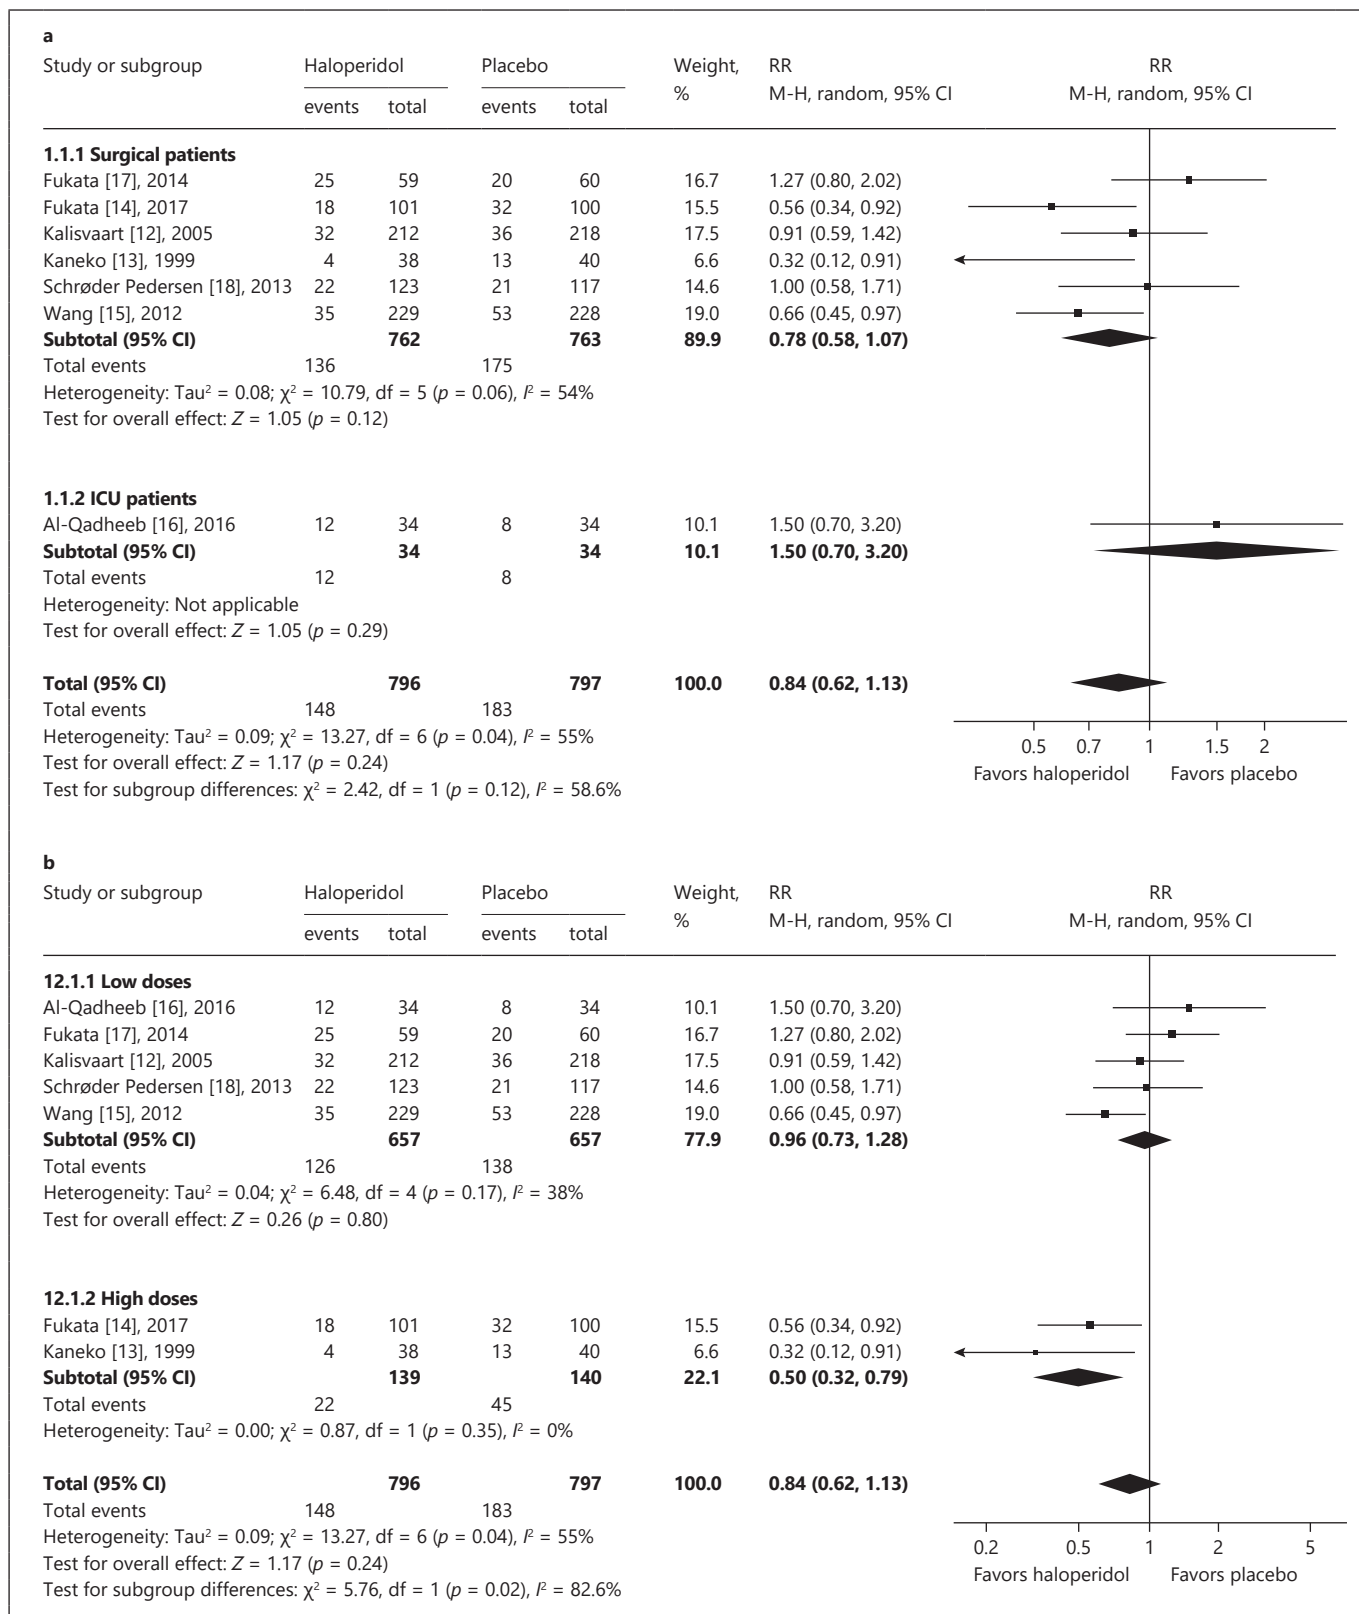 a
Study or subgroup Haloperidol Placebo Weight, RR RR
% M-H, random, 95% CI M-H, random, 95% CI
events total events total
1.1.1 Surgical patients
Fukata [17], 2014 25 59 20 60 16.7 1.27 (0.80, 2.02)
Fukata [14], 2017 18 101 32 100 15.5 0.56 (0.34, 0.92)
Kalisvaart [12], 2005 32 212 36 218 17.5 0.91 (0.59, 1.42)
Kaneko [13], 1999 4 38 13 40 6.6 0.32 (0.12, 0.91)
Schrøder Pedersen [18], 2013 22 123 21 117 14.6 1.00 (0.58, 1.71)
Wang [15], 2012 35 229 53 228 19.0 0.66 (0.45, 0.97)
Subtotal (95% CI) 762 763 89.9 0.78 (0.58, 1.07)
Total events 136 175
Heterogeneity: Tau² = 0.08; χ² = 10.79, df = 5 (p = 0.06), I² = 54%
Test for overall effect: Z = 1.05 (p = 0.12)
1.1.2 ICU patients
Al-Qadheeb [16], 2016 12 34 8 34 10.1 1.50 (0.70, 3.20)
Subtotal (95% CI) 34 34 10.1 1.50 (0.70, 3.20)
Total events 12 8
Heterogeneity: Not applicable
Test for overall effect: Z = 1.05 (p = 0.29)
Total (95% CI) 796 797 100.0 0.84 (0.62, 1.13)
Total events 148 183
Heterogeneity: Tau² = 0.09; χ² = 13.27, df = 6 (p = 0.04), I² = 55%
Test for overall effect: Z = 1.17 (p = 0.24)
Test for subgroup differences: χ² = 2.42, df = 1 (p = 0.12), I² = 58.6%
0.5 0.7 1 1.5 2
Favors haloperidol Favors placebo
b
Study or subgroup Haloperidol Placebo Weight, RR RR
% M-H, random, 95% CI M-H, random, 95% CI
events total events total
12.1.1 Low doses
Al-Qadheeb [16], 2016 12 34 8 34 10.1 1.50 (0.70, 3.20)
Fukata [17], 2014 25 59 20 60 16.7 1.27 (0.80, 2.02)
Kalisvaart [12], 2005 32 212 36 218 17.5 0.91 (0.59, 1.42)
Schrøder Pedersen [18], 2013 22 123 21 117 14.6 1.00 (0.58, 1.71)
Wang [15], 2012 35 229 53 228 19.0 0.66 (0.45, 0.97)
Subtotal (95% CI) 657 657 77.9 0.96 (0.73, 1.28)
Total events 126 138
Heterogeneity: Tau² = 0.04; χ² = 6.48, df = 4 (p = 0.17), I² = 38%
Test for overall effect: Z = 0.26 (p = 0.80)
12.1.2 High doses
Fukata [14], 2017 18 101 32 100 15.5 0.56 (0.34, 0.92)
Kaneko [13], 1999 4 38 13 40 6.6 0.32 (0.12, 0.91)
Subtotal (95% CI) 139 140 22.1 0.50 (0.32, 0.79)
Total events 22 45
Heterogeneity: Tau² = 0.00; χ² = 0.87, df = 1 (p = 0.35), I² = 0%
Total (95% CI) 796 797 100.0 0.84 (0.62, 1.13)
Total events 148 183
Heterogeneity: Tau² = 0.09; χ² = 13.27, df = 6 (p = 0.04), I² = 55%
Test for overall effect: Z = 1.17 (p = 0.24)
Test for subgroup differences: χ² = 5.76, df = 1 (p = 0.02), I² = 82.6%
0.2 0.5 1 2 5
Favors haloperidol Favors placebo